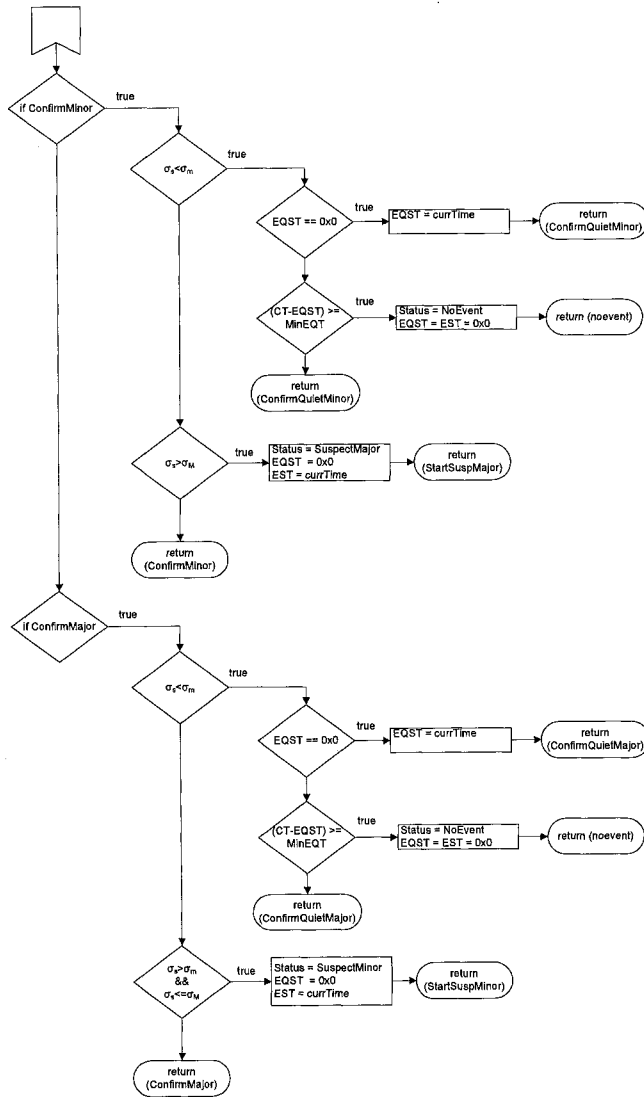 if ConfirmMinor
true
σs<σm
true
EQST == 0x0
true
EQST = currTime
return
(ConfirmQuietMinor)
(CT-EQST) >=
MinEQT
true
Status = NoEvent
EQST = EST = 0x0
return (noevent)
return
(ConfirmQuietMinor)
σs>σM
true
Status = SuspectMajor
EQST = 0x0
EST = currTime
return
(StartSuspMajor)
return
(ConfirmMinor)
if ConfirmMajor
true
σs<σm
true
EQST == 0x0
true
EQST = currTime
return
(ConfirmQuietMajor)
(CT-EQST) >=
MinEQT
true
Status = NoEvent
EQST = EST = 0x0
return (noevent)
return
(ConfirmQuietMajor)
σs>σm
&&
σs<=σM
true
Status = SuspectMinor
EQST = 0x0
EST = currTime
return
(StartSuspMinor)
return
(ConfirmMajor)